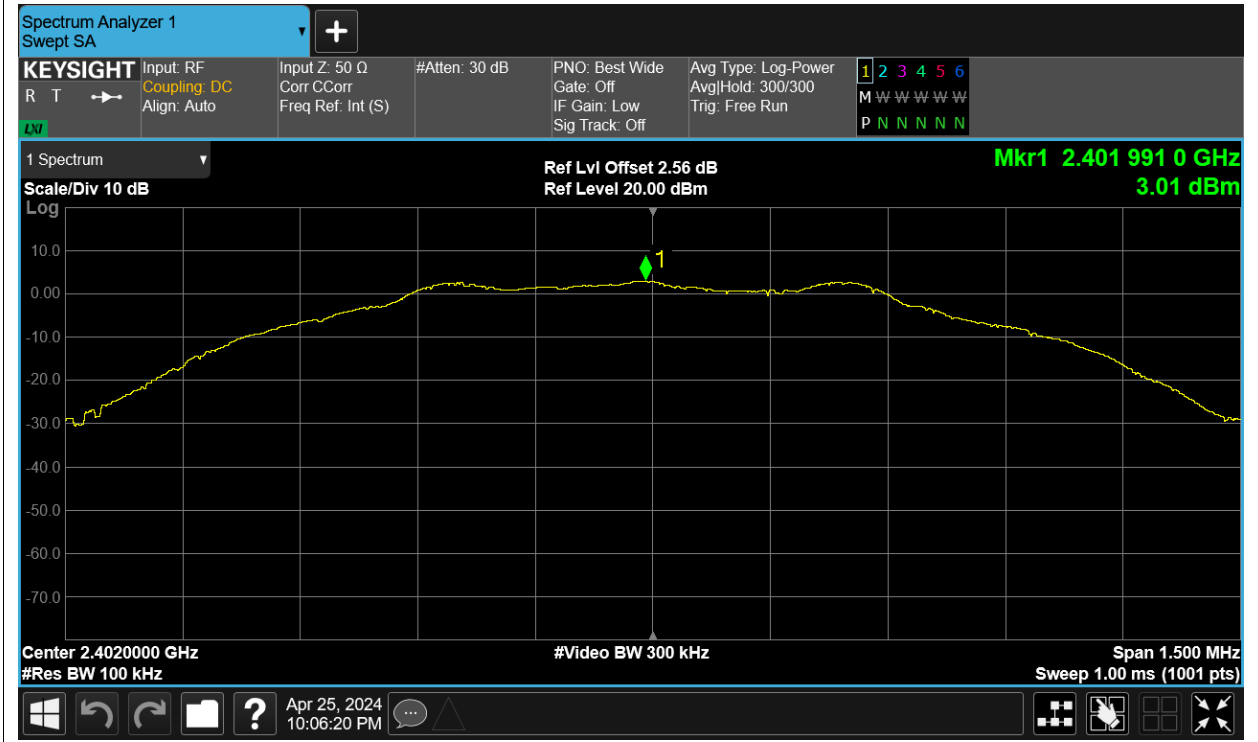 Spectrum Analyzer 1
Swept SA
KEYSIGHT
R T
LXI
Input: RF
Coupling: DC
Align: Auto
Input Z: 50 Ω
Corr CCorr
Freq Ref: Int (S)
#Atten: 30 dB
PNO: Best Wide
Gate: Off
IF Gain: Low
Sig Track: Off
Avg Type: Log-Power
Avg|Hold: 300/300
Trig: Free Run
1 2 3 4 5 6
M W W W W W
P N N N N N
1 Spectrum
Scale/Div 10 dB
Log
Ref Lvl Offset 2.56 dB
Ref Level 20.00 dBm
Mkr1 2.401 991 0 GHz
3.01 dBm
1
10.0
0.00
-10.0
-20.0
-30.0
-40.0
-50.0
-60.0
-70.0
Center 2.4020000 GHz
#Video BW 300 kHz
Span 1.500 MHz
#Res BW 100 kHz
Sweep 1.00 ms (1001 pts)
?
Apr 25, 2024
10:06:20 PM